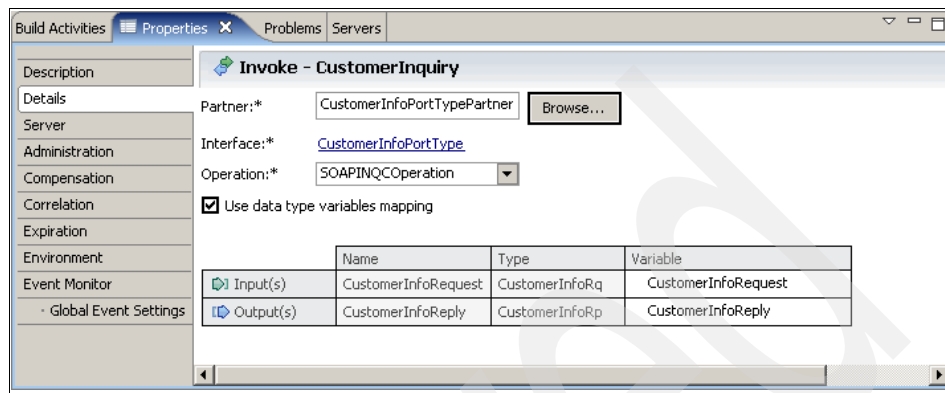 Build Activities Properties Problems Servers
Invoke - CustomerInquiry
Description
Details
Server
Administration
Compensation
Correlation
Expiration
Environment
Event Monitor
· Global Event Settings
Partner:* CustomerInfoPortTypePartner Browse...
Interface:* CustomerInfoPortType
Operation:* SOAPINQCOperation
Use data type variables mapping
Name Type Variable
Input(s) CustomerInfoRequest CustomerInfoRq CustomerInfoRequest
Output(s) CustomerInfoReply CustomerInfoRp CustomerInfoReply